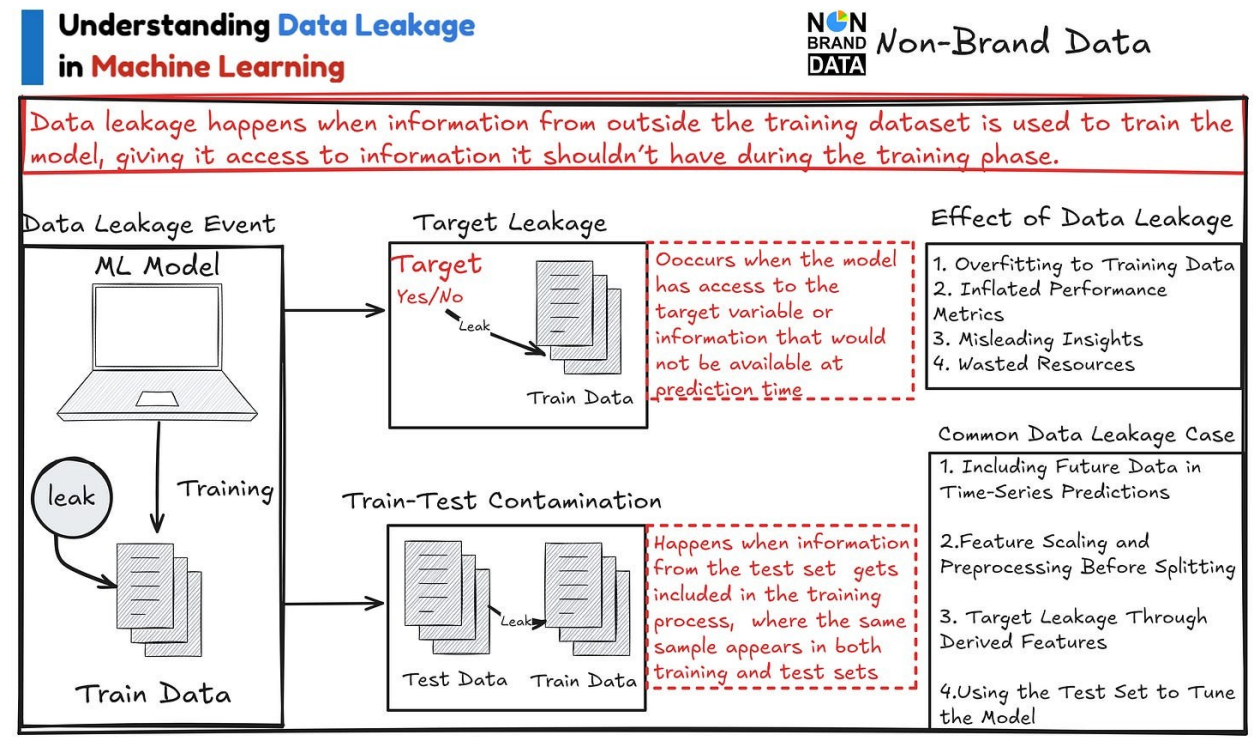 Understanding Data Leakage
in Machine Learning
NON
BRAND
DATA
Non-Brand Data
Data leakage happens when information from outside the training dataset is used to train the
model, giving it access to information it shouldn't have during the training phase.
Data Leakage Event
ML Model
leak
Training
Train Data
Target Leakage
Target
Yes/No
Leak
Train Data
Ooccurs when the model
has access to the
target variable or
information that would
not be available at
prediction time
Train-Test Contamination
Leak
Test Data
Train Data
Happens when information
from the test set gets
included in the training
process, where the same
sample appears in both
training and test sets
Effect of Data Leakage
1. Overfitting to Training Data
2. Inflated Performance
Metrics
3. Misleading Insights
4. Wasted Resources
Common Data Leakage Case
1. Including Future Data in
Time-Series Predictions
2.Feature Scaling and
Preprocessing Before Splitting
3. Target Leakage Through
Derived Features
4.Using the Test Set to Tune
the Model